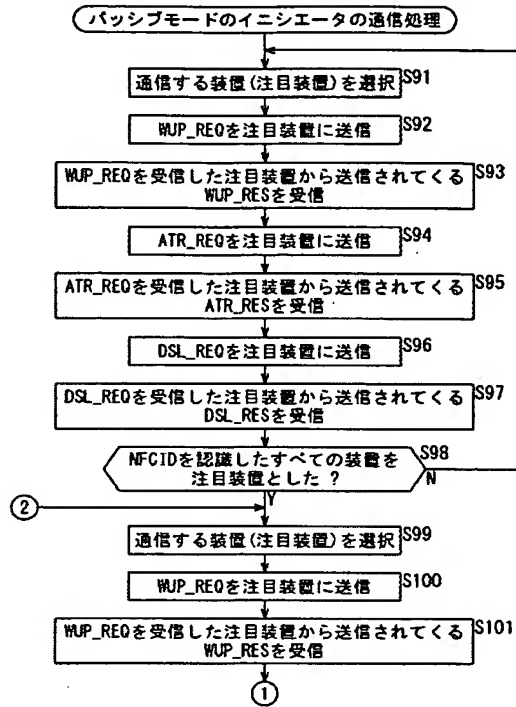 パッシブモードのイニシエータの通信処理
通信する装置(注目装置)を選択 S91
WUP_REQを注目装置に送信 S92
WUP_REQを受信した注目装置から送信されてくる S93
WUP_RESを受信
ATR_REQを注目装置に送信 S94
ATR_REQを受信した注目装置から送信されてくる S95
ATR_RESを受信
DSL_REQを注目装置に送信 S96
DSL_REQを受信した注目装置から送信されてくる S97
DSL_RESを受信
NFCIDを認識したすべての装置を S98
注目装置とした ? N
Y
②
通信する装置(注目装置)を選択 S99
WUP_REQを注目装置に送信 S100
WUP_REQを受信した注目装置から送信されてくる S101
WUP_RESを受信
①